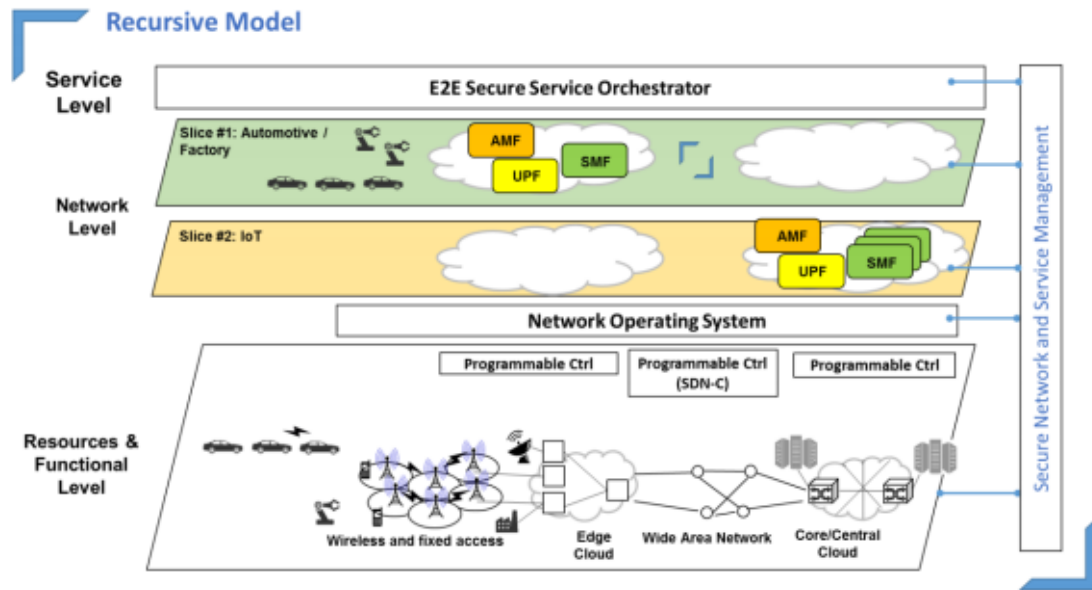 Recursive Model
Service
Level
E2E Secure Service Orchestrator
Slice #1: Automotive /
Factory
AMF
UPF
SMF
Network
Level
Slice #2: IoT
AMF
UPF
SMF
Network Operating System
Programmable Ctrl
Programmable Ctrl
(SDN-C)
Programmable Ctrl
Resources &
Functional
Level
Wireless and fixed access
Edge
Cloud
Wide Area Network
Core/Central
Cloud
Secure Network and Service Management